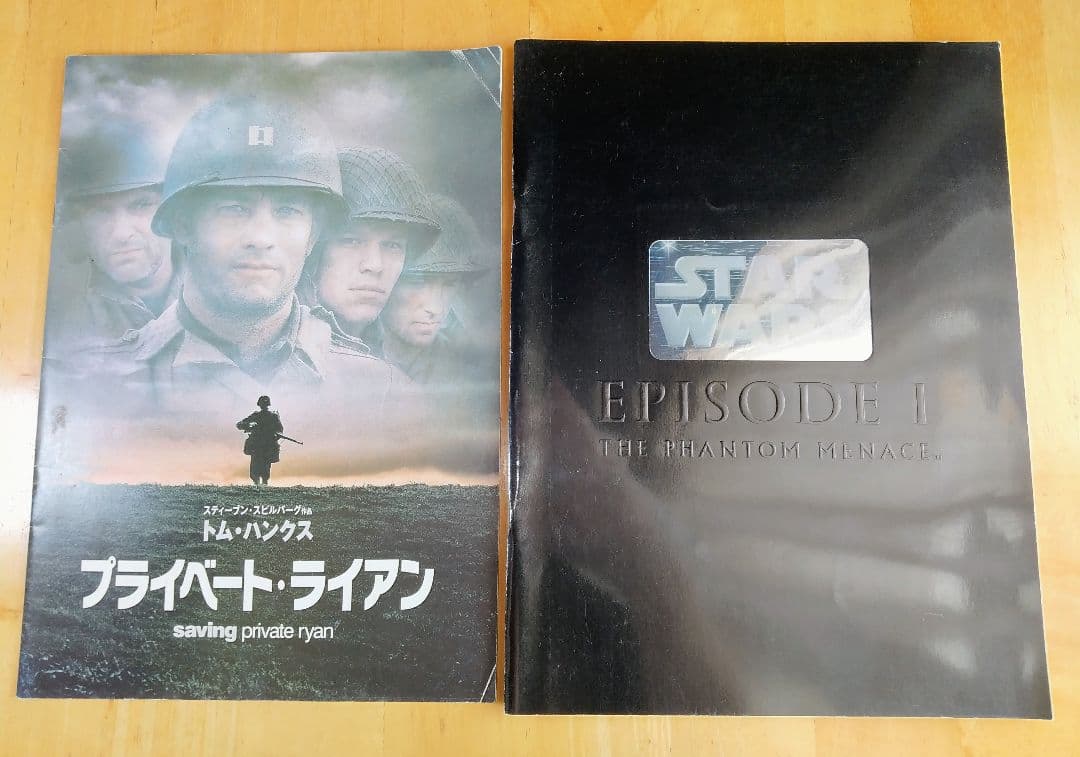 スティーブン・スピルバーグ作品
トム・ハンクス
プライベート・ライアン
saving private ryan
STAR
WARS
EPISODE I
THE PHANTOM MENACE